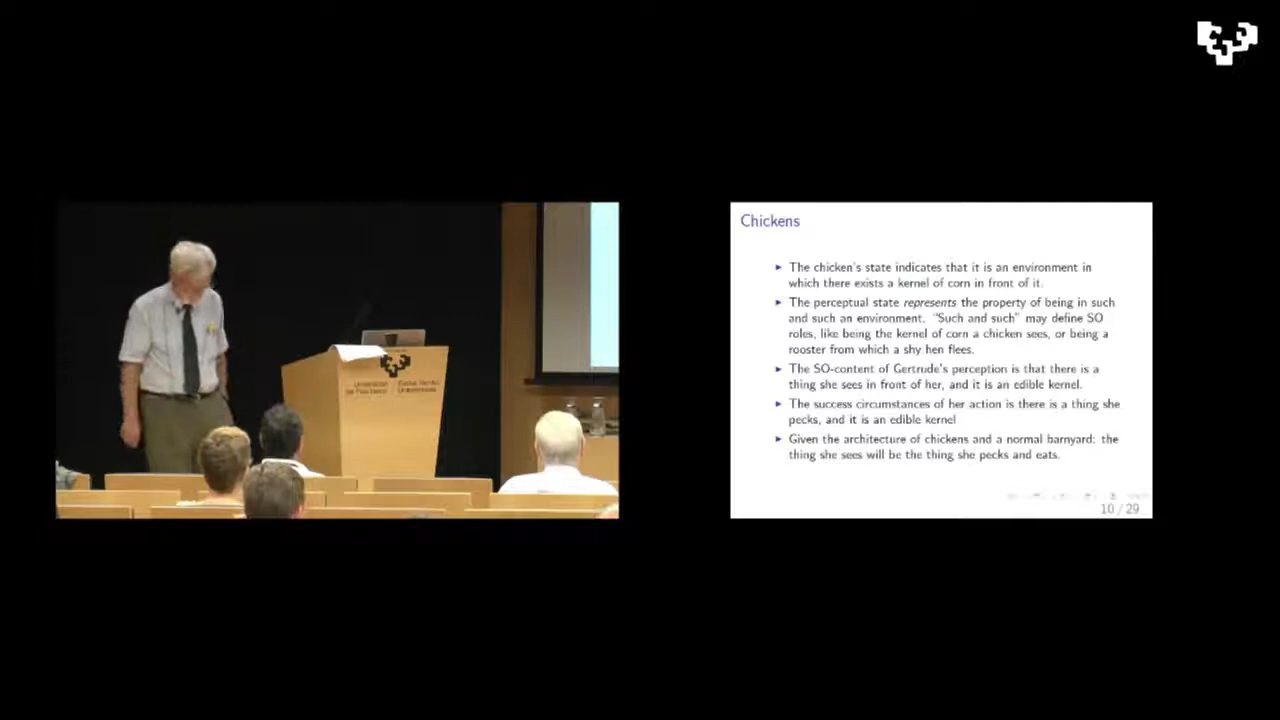 Chickens
► The chicken's state indicates that it is an environment in
which there exists a kernel of corn in front of it.
► The perceptual state represents the property of being in such
and such an environment. “Such and such” may define SO
roles, like being the kernel of corn a chicken sees, or being a
rooster from which a shy hen flees.
► The SO-content of Gertrude's perception is that there is a
thing she sees in front of her, and it is an edible kernel.
► The success circumstances of her action is there is a thing she
pecks, and it is an edible kernel
► Given the architecture of chickens and a normal barnyard: the
thing she sees will be the thing she pecks and eats.
10 / 29